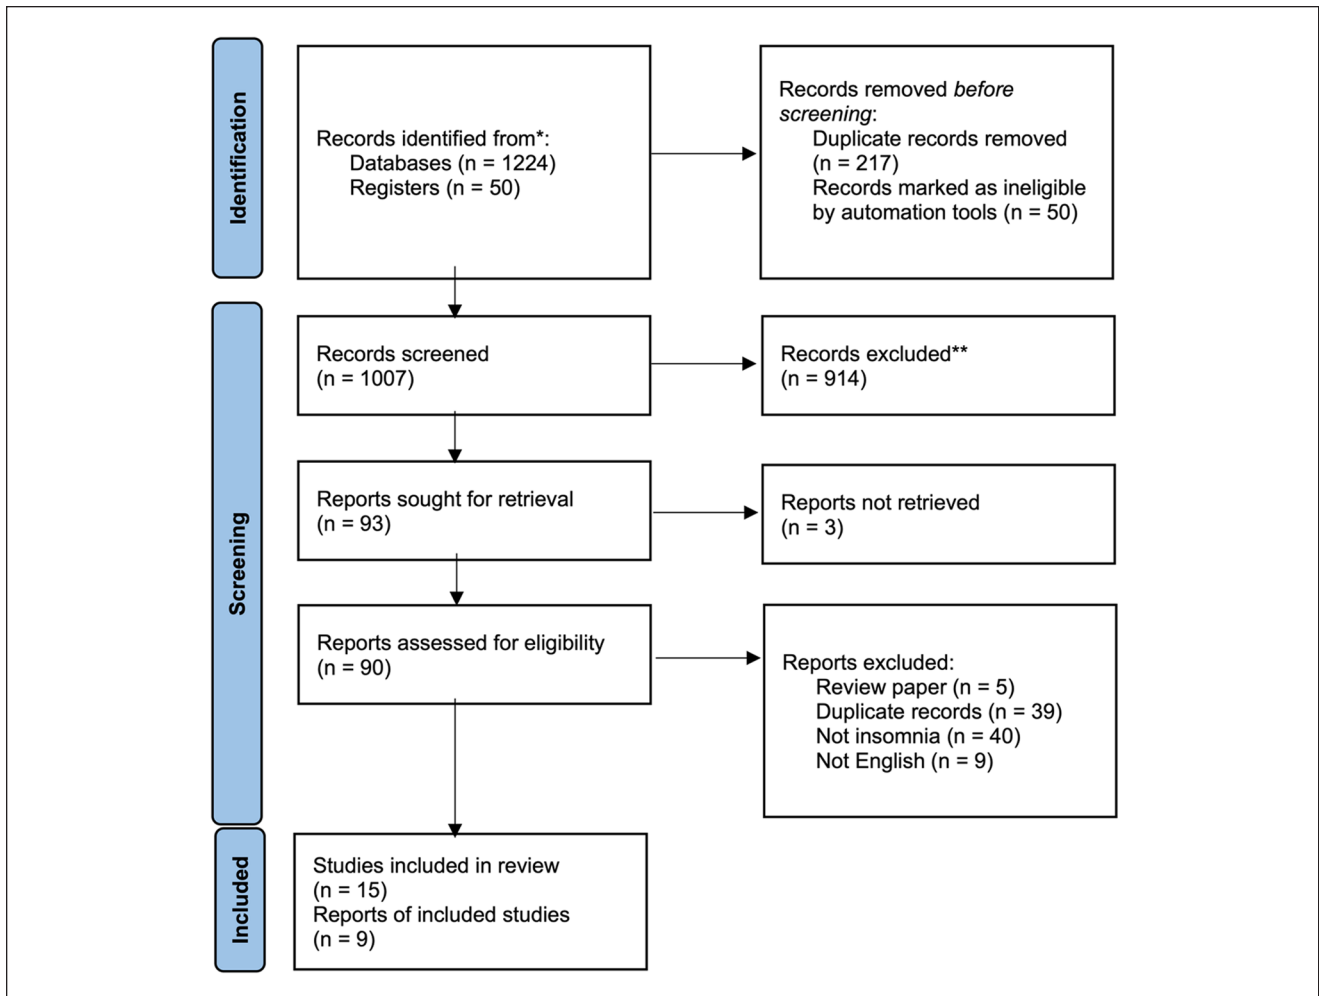 Identification
Records identified from*:
Databases (n = 1224)
Registers (n = 50)
Records removed before
screening:
Duplicate records removed
(n = 217)
Records marked as ineligible
by automation tools (n = 50)
Screening
Records screened
(n = 1007)
Records excluded**
(n = 914)
Reports sought for retrieval
(n = 93)
Reports not retrieved
(n = 3)
Reports assessed for eligibility
(n = 90)
Reports excluded:
Review paper (n = 5)
Duplicate records (n = 39)
Not insomnia (n = 40)
Not English (n = 9)
Included
Studies included in review
(n = 15)
Reports of included studies
(n = 9)